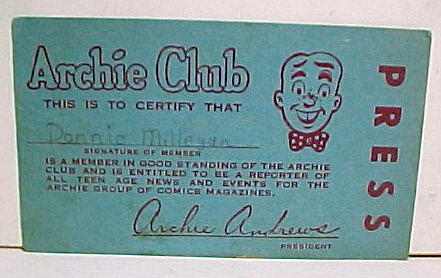 Archie Club
THIS IS TO CERTIFY THAT
Donnie
SIGNATURE OF MEMBER
IS A MEMBER IN GOOD STANDING OF THE ARCHIE
CLUB AND IS ENTITLED TO BE A REPORTER OF
ALL TEEN AGE NEWS AND EVENTS FOR THE
ARCHIE GROUP OF COMICS MAGAZINES.
Archie Andrews
PRESIDENT
PRESS